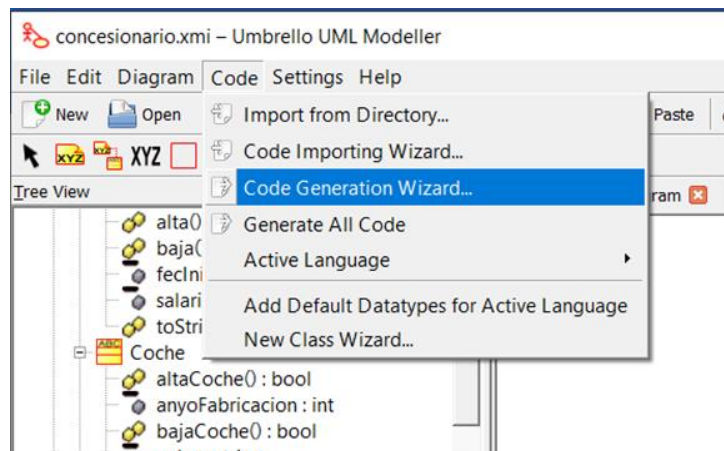 concesionario.xmi – Umbrello UML Modeller
File Edit Diagram Code Settings Help
New Open Paste
XYZ XYZ
Tree View
Import from Directory...
Code Importing Wizard...
Code Generation Wizard...
Generate All Code
Active Language
Add Default Datatypes for Active Language
New Class Wizard...
ram
alta()
baja(
fecIni
salari
toStri
ABC
Coche
altaCoche() : bool
anyoFabricacion : int
bajaCoche() : bool